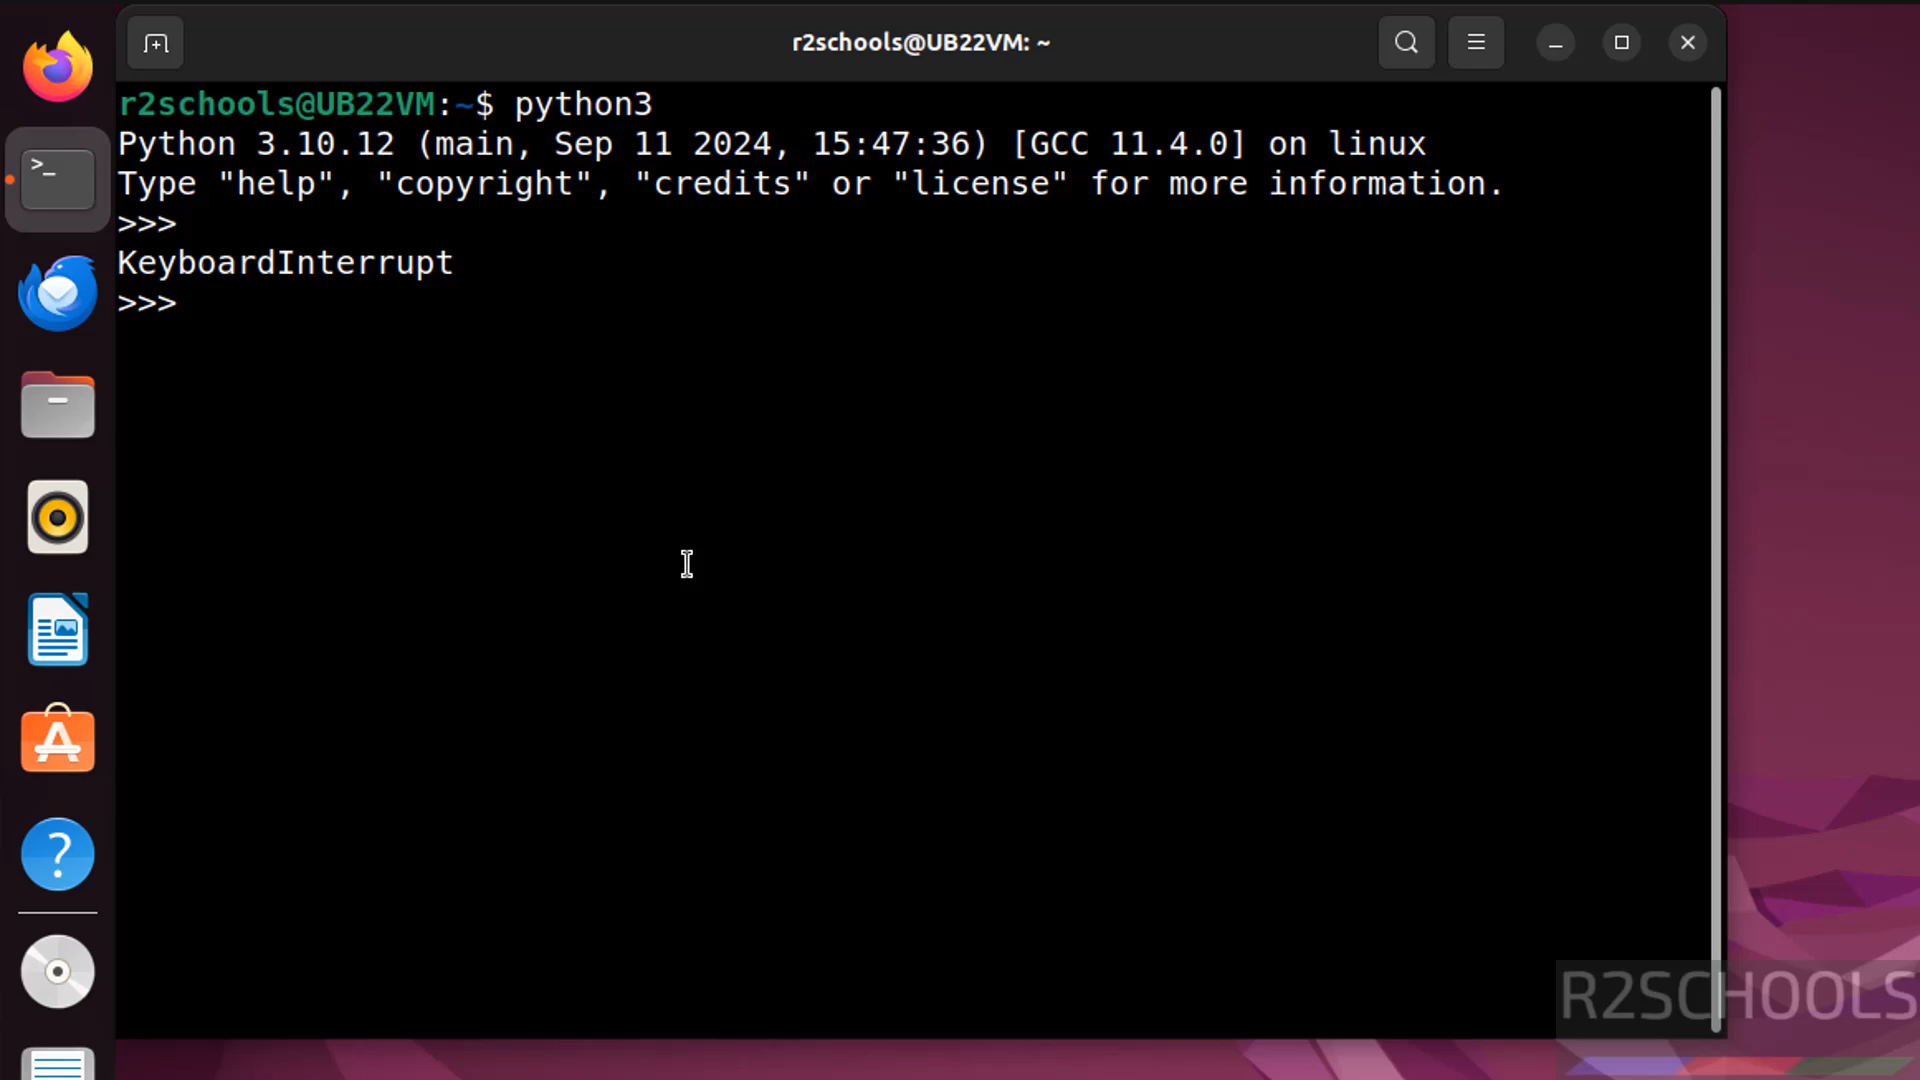 r2schools@UB22VM: ~
r2schools@UB22VM:~$ python3
Python 3.10.12 (main, Sep 11 2024, 15:47:36) [GCC 11.4.0] on linux
Type "help", "copyright", "credits" or "license" for more information.
>>>
KeyboardInterrupt
>>>
R2SCHOOLS